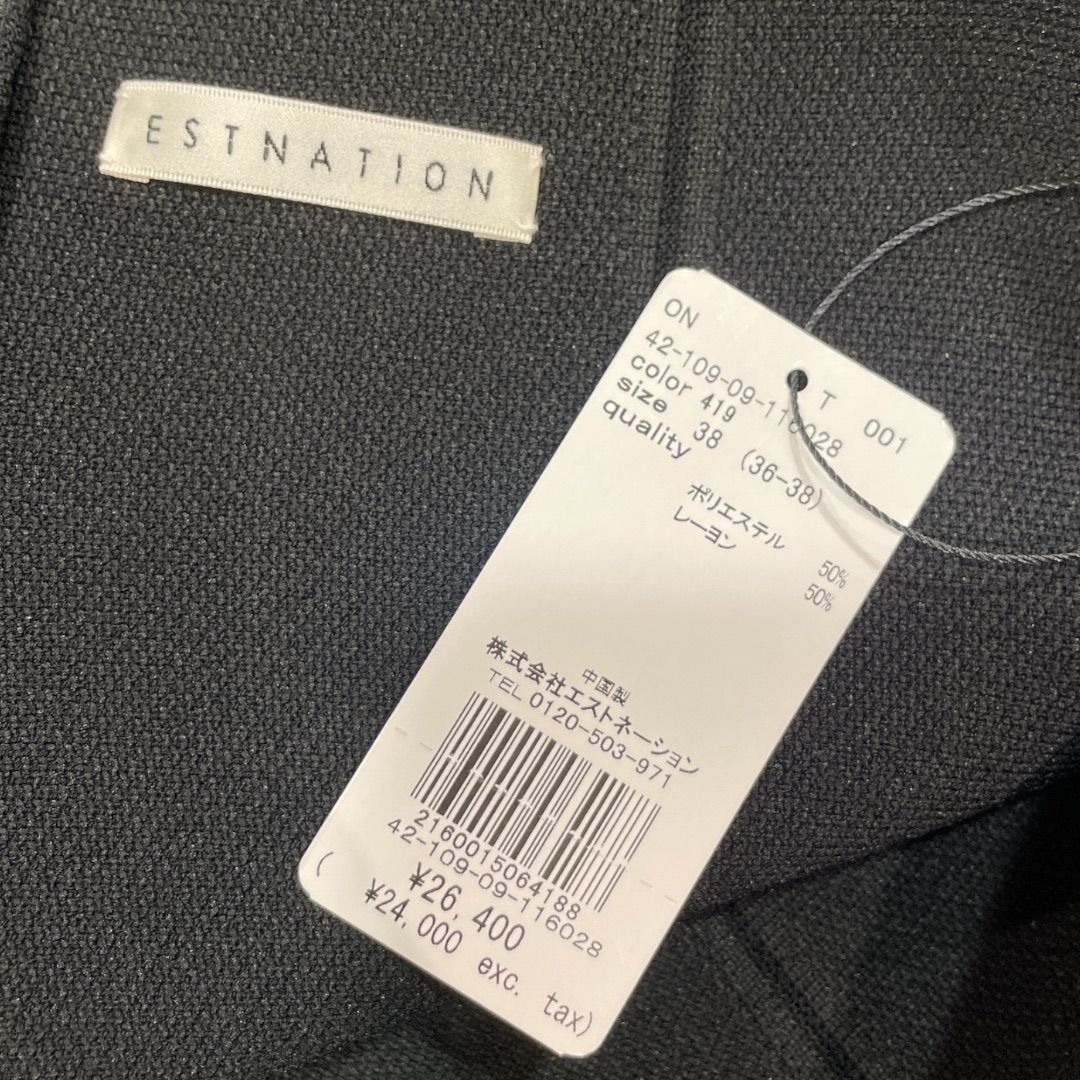 ESTNATION
ON T 001
42-109-09-116028
color 419
size 38 (36-38)
quality
ポリエステル 50%
レーヨン 50%
中国製
株式会社エストネーション
TEL 0120-503-971
2160015064188
42-109-09-116028
¥26,400
( ¥24,000 exc. tax)